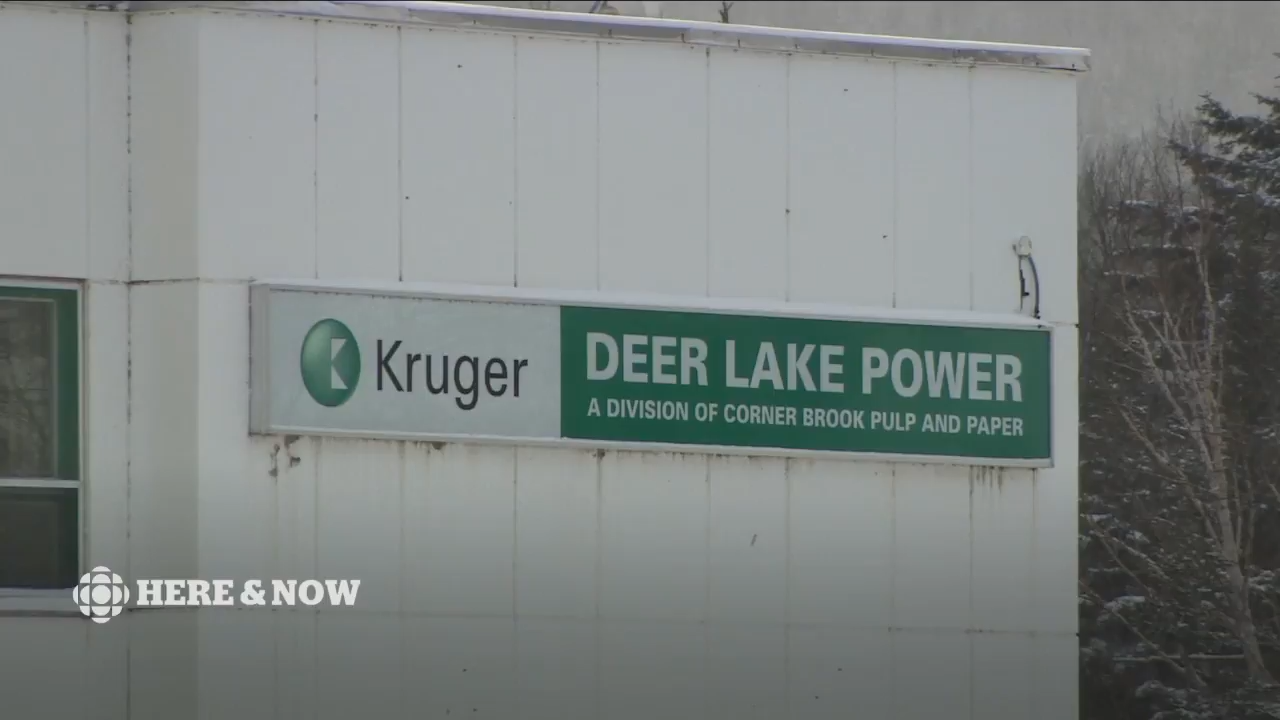 K Kruger
DEER LAKE POWER
A DIVISION OF CORNER BROOK PULP AND PAPER
HERE & NOW